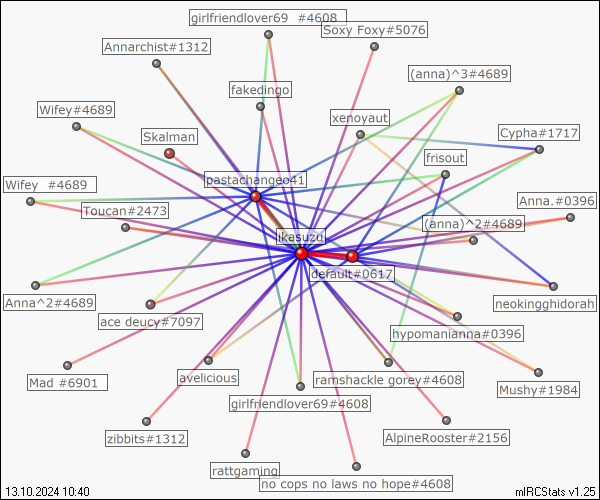 girlfriendlover69  #4608
Soxy Foxy#5076
Annarchist#1312
(anna)^3#4689
fakedingo
Wifey#4689
xenoyaut
Cypha#1717
Skalman
frisout
pastachangeo41
Wifey  #4689
Toucan#2473
Anna.#0396
(anna)^2#4689
ikasuzu
default#0617
Anna^2#4689
neokingghidorah
ace deucy#7097
hypomanianna#0396
Mad #6901
avelicious
ramshackle gorey#4608
Mushy#1984
girlfriendlover69#4608
zibbits#1312
AlpineRooster#2156
rattgaming
no cops no laws no hope#4608
13.10.2024 10:40
mIRCStats v1.25